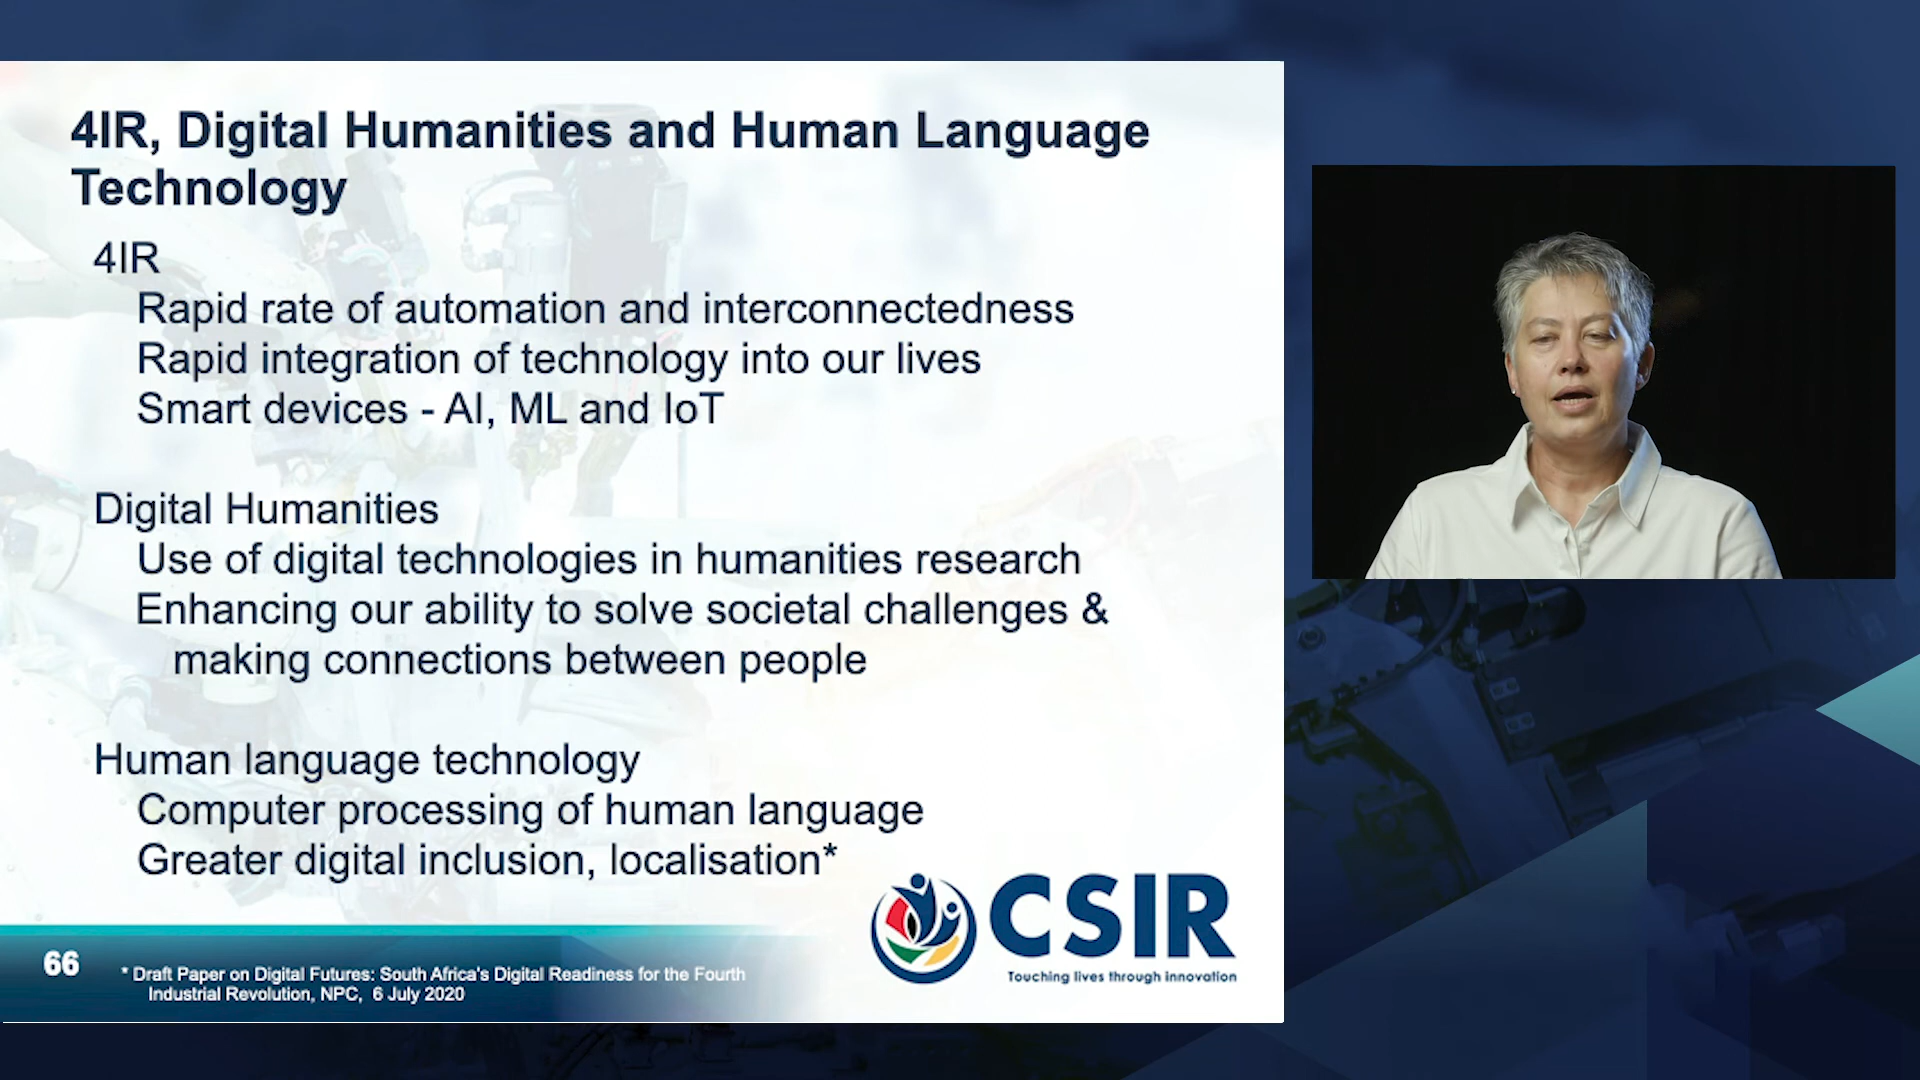 4IR, Digital Humanities and Human Language
Technology
4IR
Rapid rate of automation and interconnectedness
Rapid integration of technology into our lives
Smart devices - AI, ML and IoT
Digital Humanities
Use of digital technologies in humanities research
Enhancing our ability to solve societal challenges &
making connections between people
Human language technology
Computer processing of human language
Greater digital inclusion, localisation*
CSIR
Touching lives through innovation
66
* Draft Paper on Digital Futures: South Africa's Digital Readiness for the Fourth
Industrial Revolution, NPC, 6 July 2020